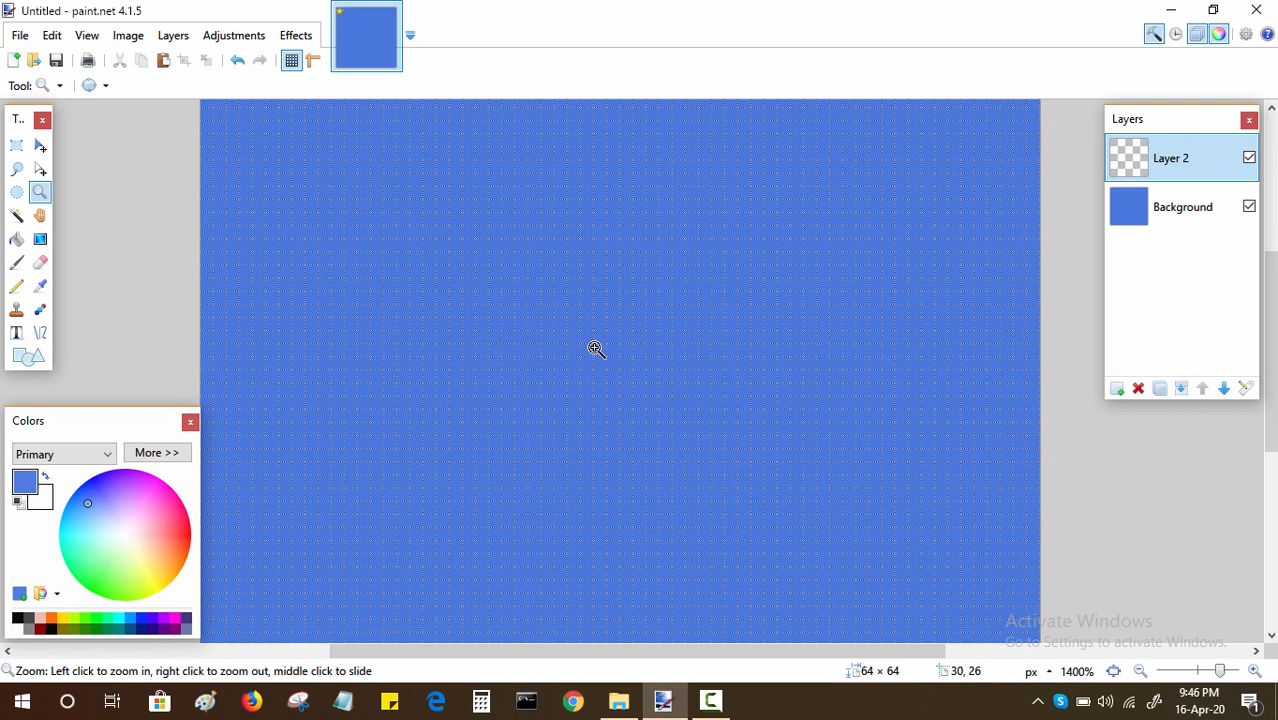 Untitled - paint.net 4.1.5
File Edit View Image Layers Adjustments Effects
Tool:
T..
Layers
Layer 2
Background
Colors
Primary
More >>
Activate Windows
Go to Settings to activate Windows.
Zoom: Left click to zoom in, right click to zoom out, middle click to slide
64 × 64
30, 26
px
1400%
9:46 PM
16-Apr-20
1